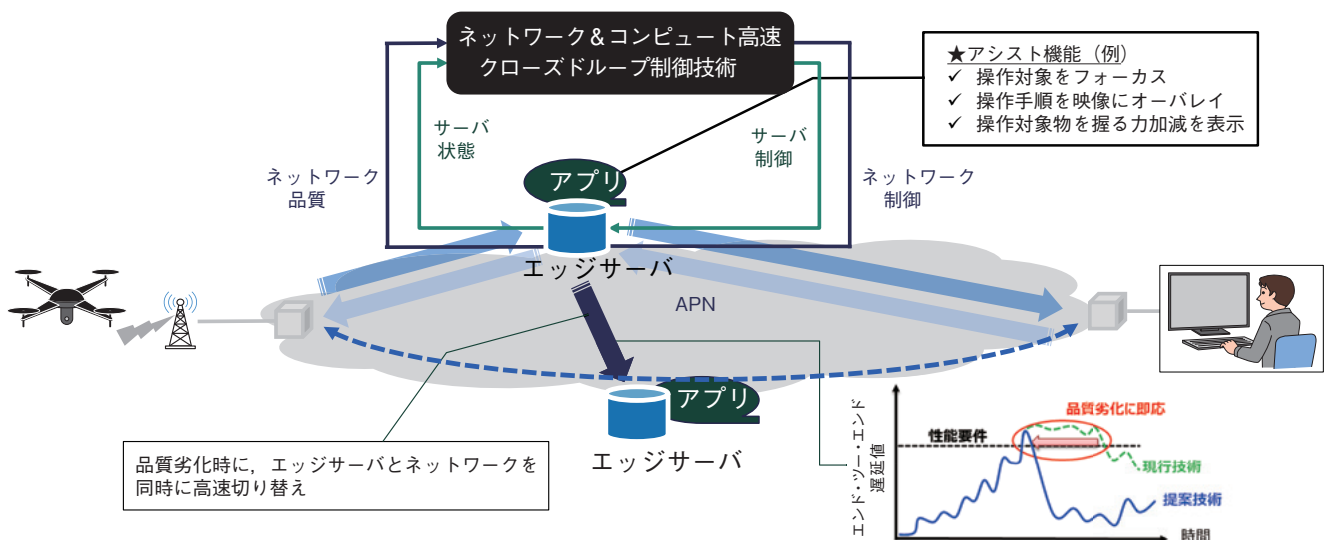 ネットワーク＆コンピュート高速
クローズドループ制御技術
★アシスト機能（例）
✓ 操作対象をフォーカス
✓ 操作手順を映像にオーバレイ
✓ 操作対象物を握る力加減を表示
サーバ
状態
サーバ
制御
ネットワーク
品質
アプリ
ネットワーク
制御
エッジサーバ
APN
アプリ
エッジサーバ
品質劣化時に，エッジサーバとネットワークを
同時に高速切り替え
エンド・ツー・エンド
遅延値
性能要件
品質劣化に即応
現行技術
提案技術
時間